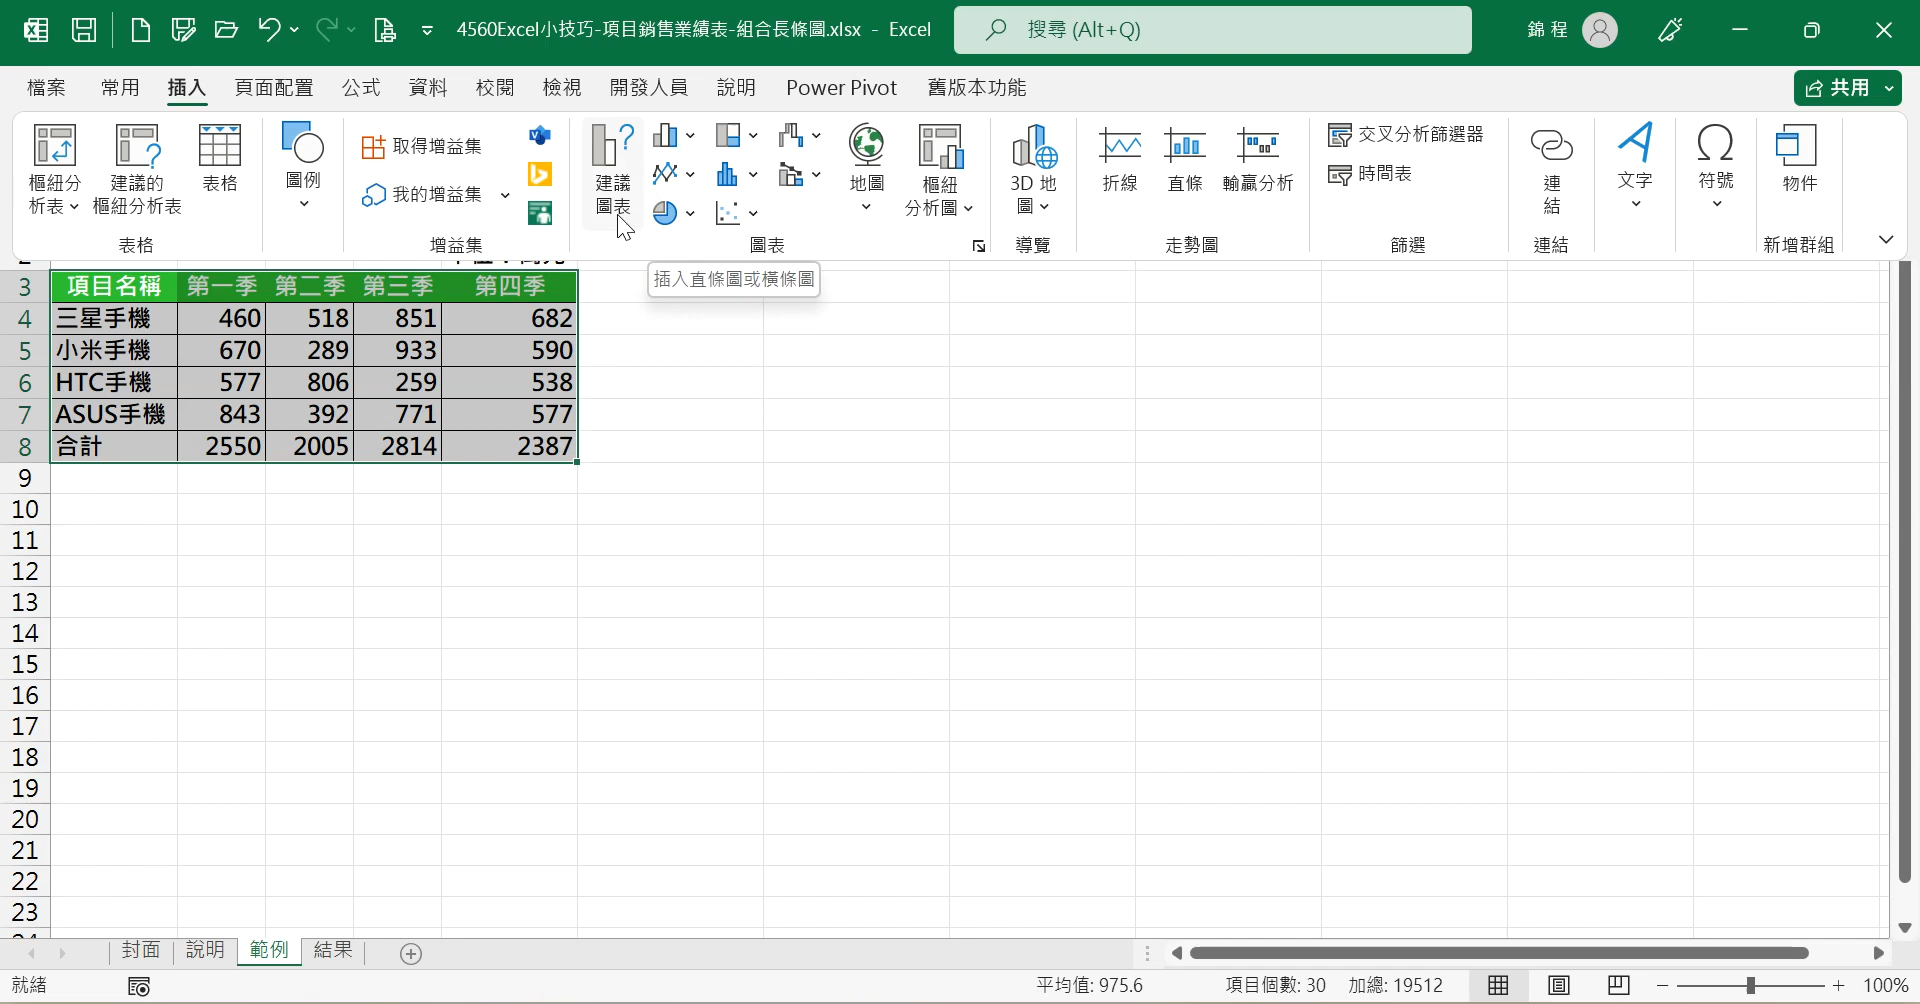 4560Excel小技巧-項目銷售業績表-組合長條圖.xlsx - Excel
搜尋 (Alt+Q)
錦 程
檔案 常用 插入 頁面配置 公式 資料 校閱 檢視 開發人員 說明 Power Pivot 舊版本功能
共用
樞紐分析表
建議的樞紐分析表
表格
表格
圖例
取得增益集
我的增益集
增益集
建議圖表
地圖
樞紐分析圖
圖表
3D 地圖
導覽
折線
直條
輸贏分析
走勢圖
交叉分析篩選器
時間表
篩選
連結
連結
文字
符號
物件
新增群組
插入直條圖或橫條圖
3 項目名稱 第一季 第二季 第三季 第四季
4 三星手機 460 518 851 682
5 小米手機 670 289 933 590
6 HTC手機 577 806 259 538
7 ASUS手機 843 392 771 577
8 合計 2550 2005 2814 2387
9
10
11
12
13
14
15
16
17
18
19
20
21
22
23
封面 說明 範例 結果
就緒
平均值: 975.6 項目個數: 30 加總: 19512
100%